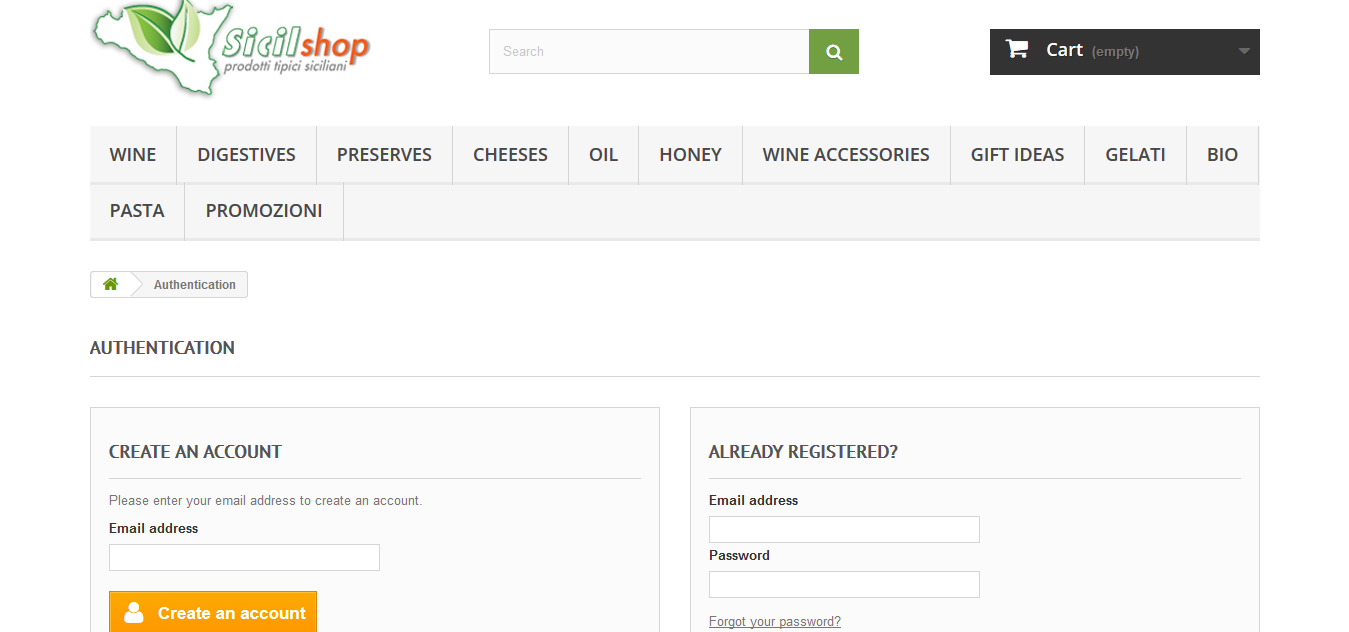 Sicilshop
prodotti tipici siciliani
Search
Cart (empty)
WINE DIGESTIVES PRESERVES CHEESES OIL HONEY WINE ACCESSORIES GIFT IDEAS GELATI BIO
PASTA PROMOZIONI
Authentication
AUTHENTICATION
CREATE AN ACCOUNT
Please enter your email address to create an account.
Email address
Create an account
ALREADY REGISTERED?
Email address
Password
Forgot your password?